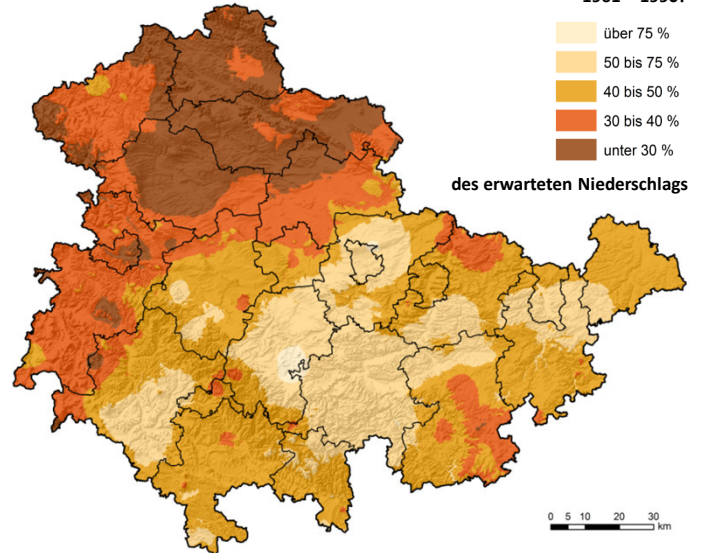 über 75 %
50 bis 75 %
40 bis 50 %
30 bis 40 %
unter 30 %
des erwarteten Niederschlags
0 5 10 20 30
km